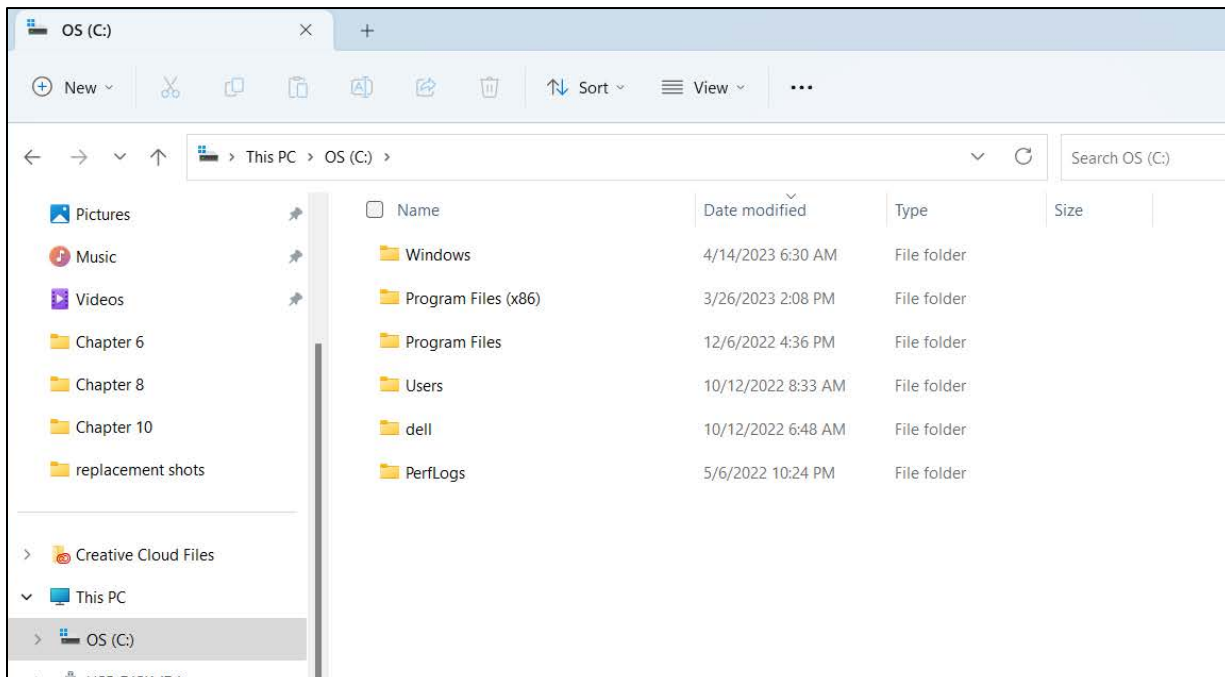 OS (C:)
New
Sort
View
This PC > OS (C:) >
Search OS (C:)
Pictures
Music
Videos
Chapter 6
Chapter 8
Chapter 10
replacement shots
Creative Cloud Files
This PC
OS (C:)
Name Date modified Type Size
Windows 4/14/2023 6:30 AM File folder
Program Files (x86) 3/26/2023 2:08 PM File folder
Program Files 12/6/2022 4:36 PM File folder
Users 10/12/2022 8:33 AM File folder
dell 10/12/2022 6:48 AM File folder
PerfLogs 5/6/2022 10:24 PM File folder